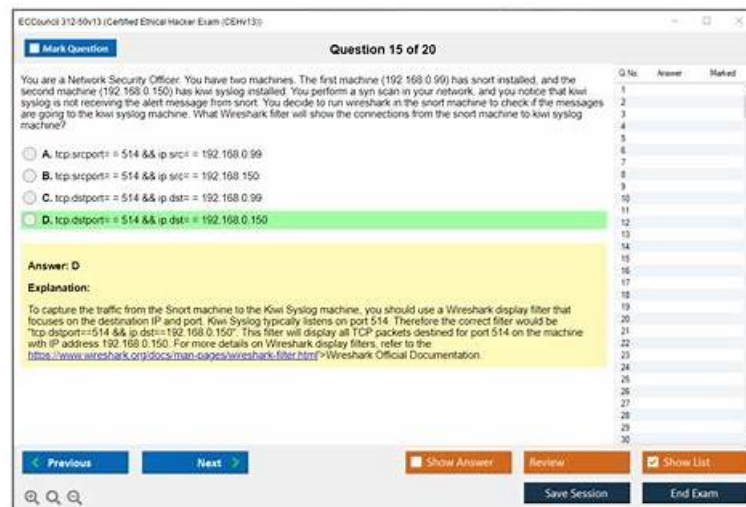 ECCouncil 312-50v13 (Certified Ethical Hacker Exam (CEHv13))
Mark Question
Question 15 of 20
You are a Network Security Officer. You have two machines. The first machine (192.168.0.99) has snort installed, and the
second machine (192.168.0.150) has kiwi syslog installed. You perform a syn scan in your network, and you notice that kiwi
syslog is not receiving the alert message from snort. You decide to run wireshark in the snort machine to check if the messages
are going to the kiwi syslog machine. What Wireshark filter will show the connections from the snort machine to kiwi syslog
machine?
A. tcp.srcport= = 514 && ip.src= = 192.168.0.99
B. tcp.srcport= = 514 && ip.src= = 192.168.150
C. tcp.dstport= = 514 && ip.dst= = 192.168.0.99
D. tcp.dstport= = 514 && ip.dst= = 192.168.0.150
Answer: D
Explanation:
To capture the traffic from the Snort machine to the Kiwi Syslog machine, you should use a Wireshark display filter that
focuses on the destination IP and port. Kiwi Syslog typically listens on port 514. Therefore the correct filter would be
"tcp.dstport==514 && ip.dst==192.168.0.150". This filter will display all TCP packets destined for port 514 on the machine
with IP address 192.168.0.150. For more details on Wireshark display filters, refer to the
https://www.wireshark.org/docs/man-pages/wireshark-filter.html'>Wireshark Official Documentation.
Q.No. Answer Marked
1
2
3
4
5
6
7
8
9
10
11
12
13
14
15
16
17
18
19
20
21
22
23
24
25
26
27
28
29
30
Previous
Next
Show Answer
Review
Show List
Save Session
End Exam